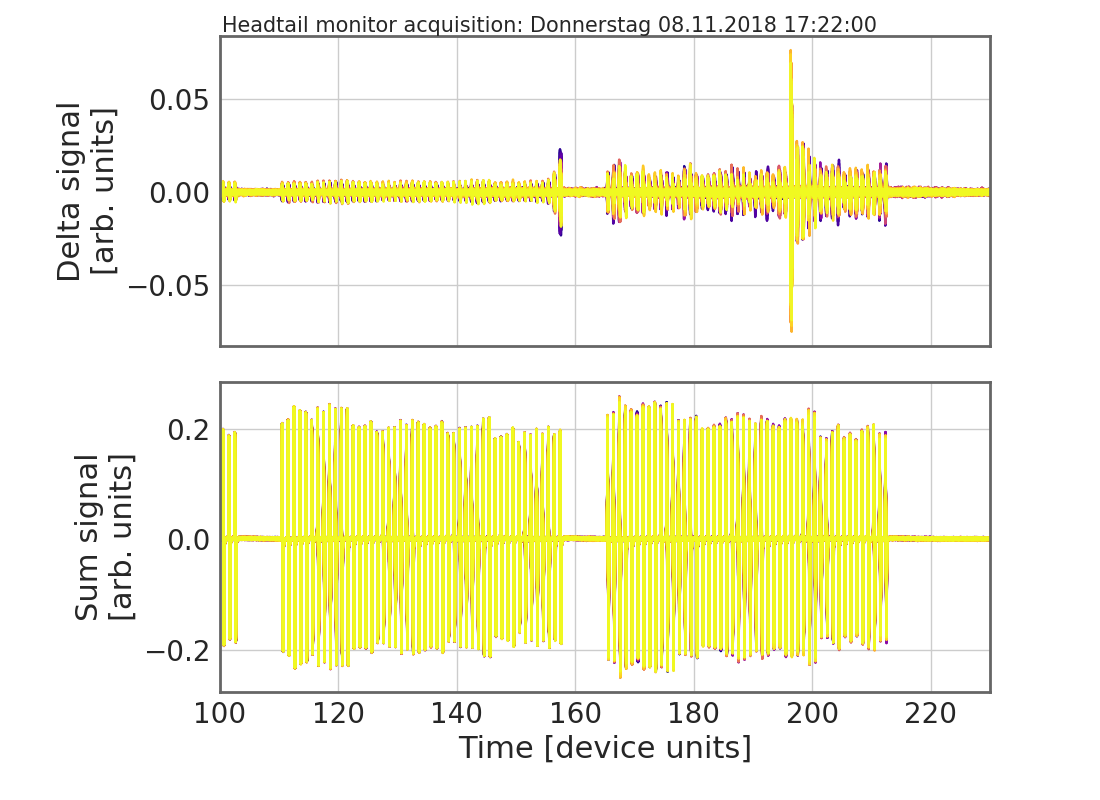 Headtail monitor acquisition: Donnerstag 08.11.2018 17:22:00
Delta signal
[arb. units]
0.05
0.00
−0.05
Sum signal
[arb. units]
0.2
0.0
−0.2
100 120 140 160 180 200 220
Time [device units]